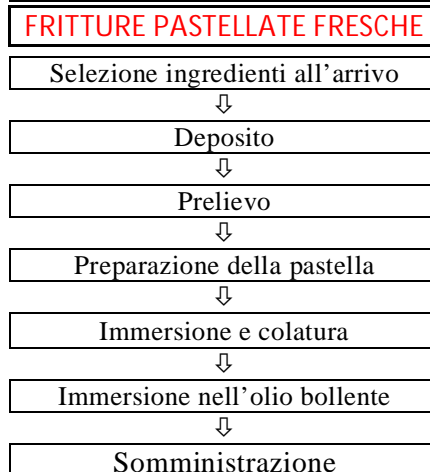 FRITTURE PASTELLATE FRESCHE
Selezione ingredienti all'arrivo
⇩
Deposito
⇩
Prelievo
⇩
Preparazione della pastella
⇩
Immersione e colatura
⇩
Immersione nell'olio bollente
⇩
Somministrazione